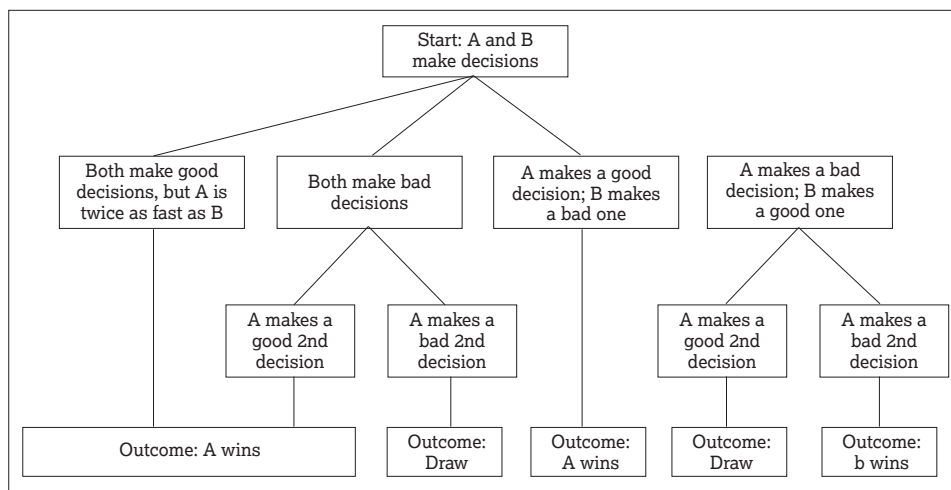 Start: A and B
make decisions
Both make good
decisions, but A is
twice as fast as B
Both make bad
decisions
A makes a good
decision; B makes
a bad one
A makes a bad
decision; B makes
a good one
A makes a
good 2nd
decision
A makes a
bad 2nd
decision
A makes a
good 2nd
decision
A makes a
bad 2nd
decision
Outcome: A wins
Outcome:
Draw
Outcome:
A wins
Outcome:
Draw
Outcome:
b wins